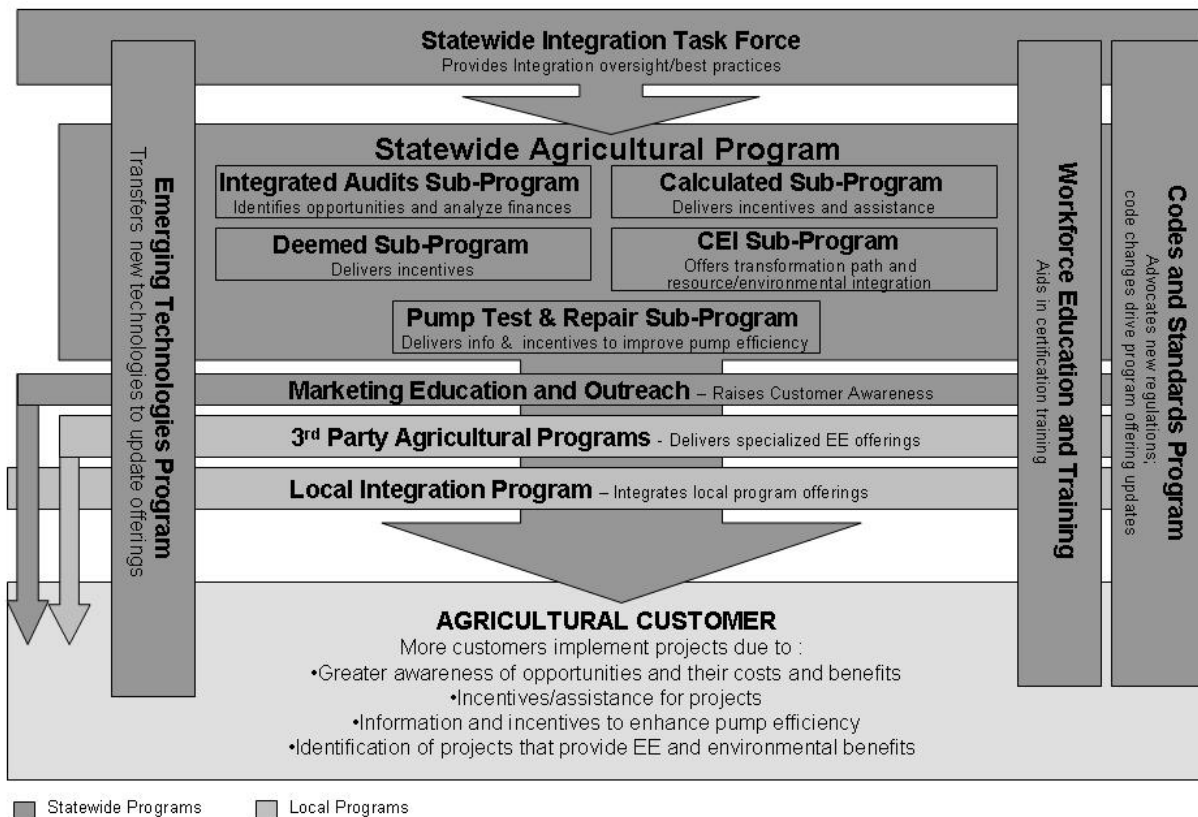 Statewide Integration Task Force
Provides Integration oversight/best practices
Statewide Agricultural Program
Integrated Audits Sub-Program
Identifies opportunities and analyze finances
Calculated Sub-Program
Delivers incentives and assistance
Deemed Sub-Program
Delivers incentives
CEI Sub-Program
Offers transformation path and
resource/environmental integration
Pump Test & Repair Sub-Program
Delivers info & incentives to improve pump efficiency
Marketing Education and Outreach – Raises Customer Awareness
3rd Party Agricultural Programs - Delivers specialized EE offerings
Local Integration Program – Integrates local program offerings
Emerging Technologies Program
Transfers new technologies to update offerings
Workforce Education and Training
Aids in certification training
Codes and Standards Program
Advocates new regulations;
code changes drive program offering updates
AGRICULTURAL CUSTOMER
More customers implement projects due to :
•Greater awareness of opportunities and their costs and benefits
•Incentives/assistance for projects
•Information and incentives to enhance pump efficiency
•Identification of projects that provide EE and environmental benefits
Statewide Programs
Local Programs